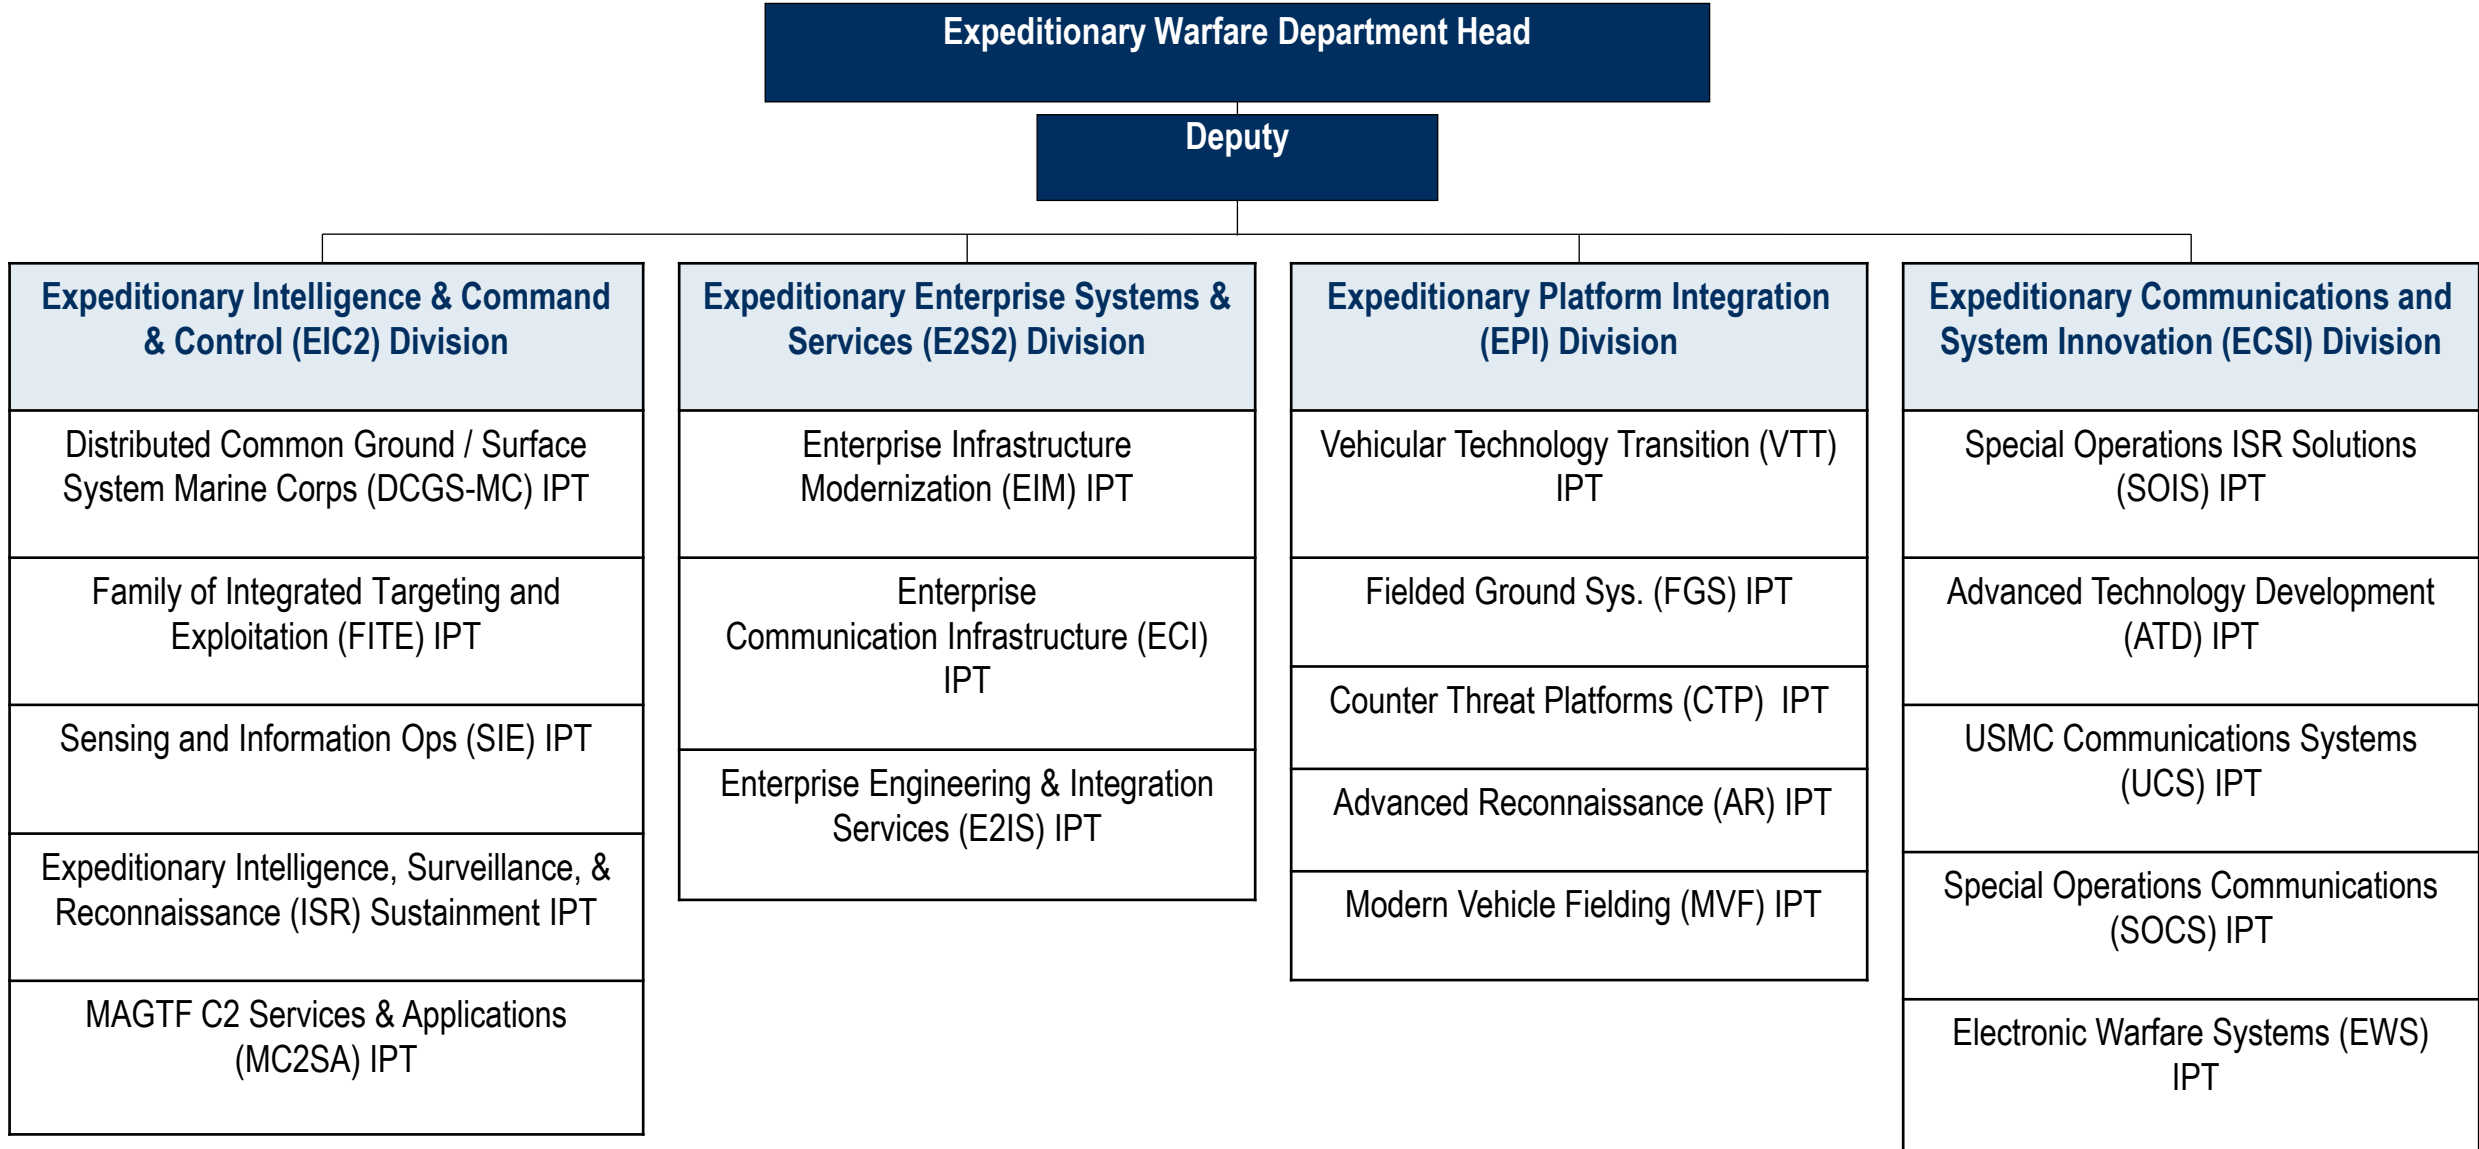 Expeditionary Warfare Department Head
Deputy
Expeditionary Intelligence & Command
& Control (EIC2) Division
Distributed Common Ground / Surface
System Marine Corps (DCGS-MC) IPT
Family of Integrated Targeting and
Exploitation (FITE) IPT
Sensing and Information Ops (SIE) IPT
Expeditionary Intelligence, Surveillance, &
Reconnaissance (ISR) Sustainment IPT
MAGTF C2 Services & Applications
(MC2SA) IPT
Expeditionary Enterprise Systems &
Services (E2S2) Division
Enterprise Infrastructure
Modernization (EIM) IPT
Enterprise
Communication Infrastructure (ECI)
IPT
Enterprise Engineering & Integration
Services (E2IS) IPT
Expeditionary Platform Integration
(EPI) Division
Vehicular Technology Transition (VTT)
IPT
Fielded Ground Sys. (FGS) IPT
Counter Threat Platforms (CTP)  IPT
Advanced Reconnaissance (AR) IPT
Modern Vehicle Fielding (MVF) IPT
Expeditionary Communications and
System Innovation (ECSI) Division
Special Operations ISR Solutions
(SOIS) IPT
Advanced Technology Development
(ATD) IPT
USMC Communications Systems
(UCS) IPT
Special Operations Communications
(SOCS) IPT
Electronic Warfare Systems (EWS)
IPT